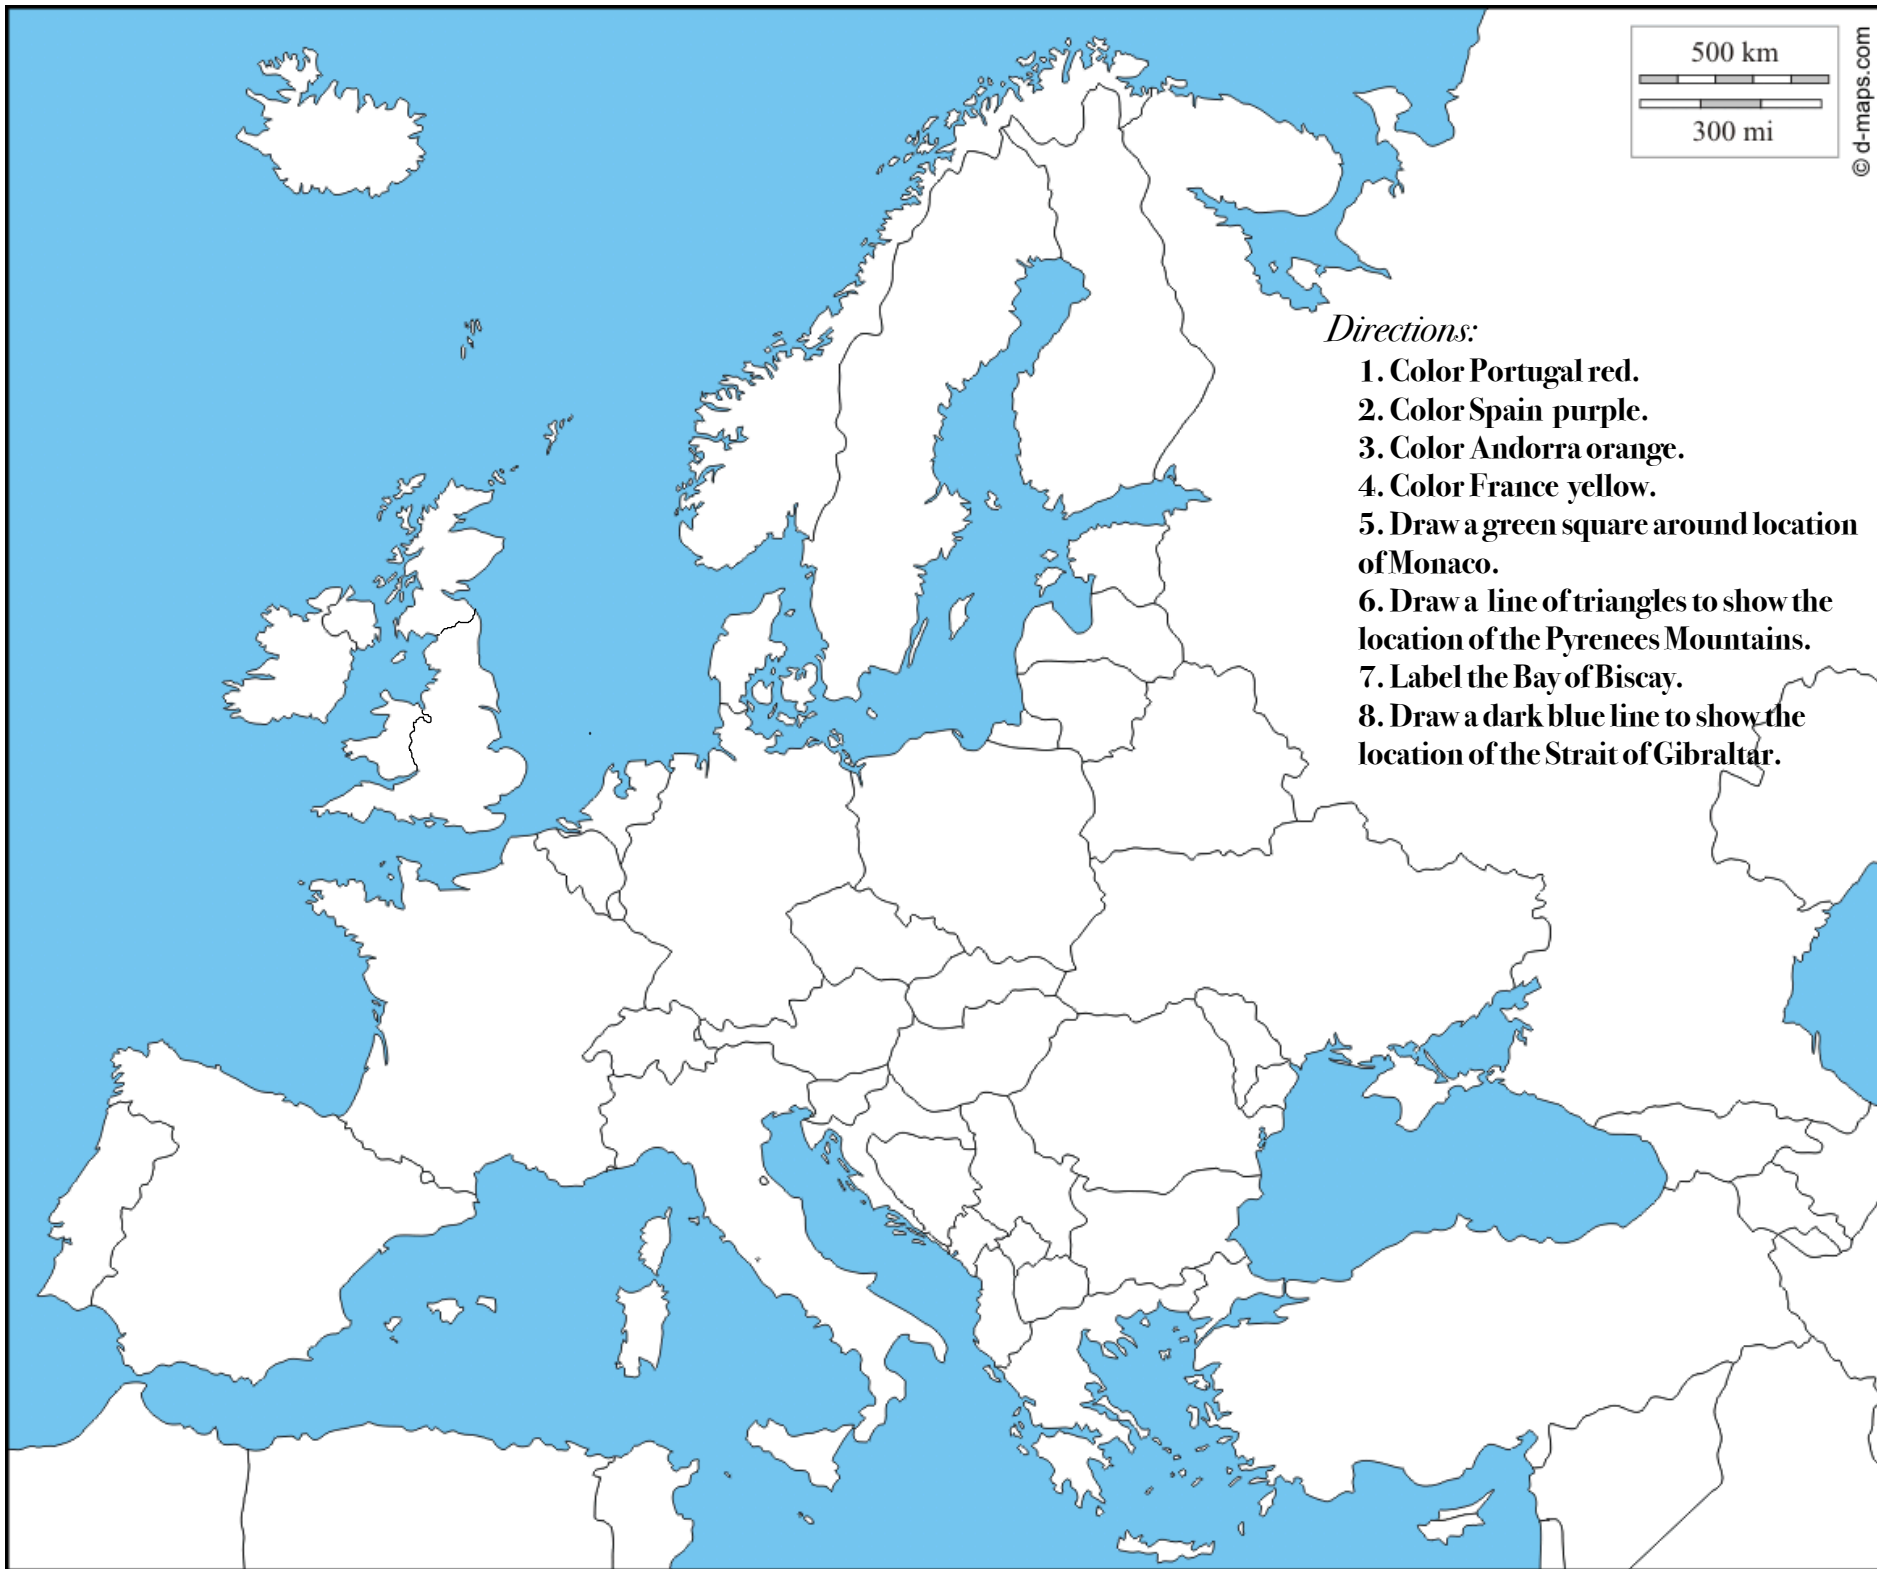 500 km
300 mi
© d-maps.com
Directions:
1. Color Portugal red.
2. Color Spain purple.
3. Color Andorra orange.
4. Color France yellow.
5. Draw a green square around location
of Monaco.
6. Draw a line of triangles to show the
location of the Pyrenees Mountains.
7. Label the Bay of Biscay.
8. Draw a dark blue line to show the
location of the Strait of Gibraltar.